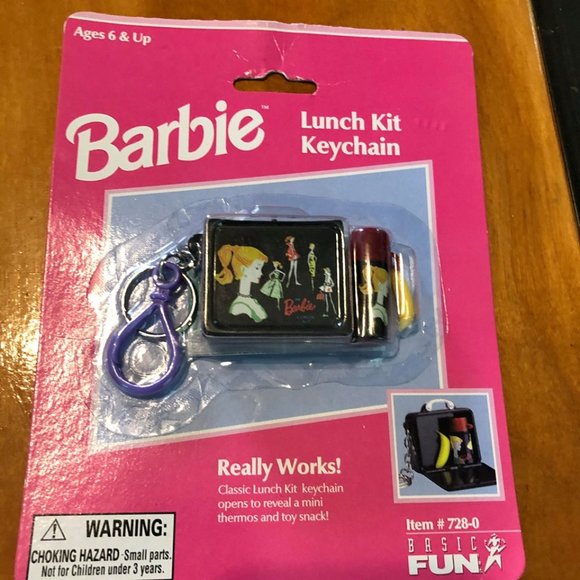 Ages 6 & Up
Barbie™
Lunch Kit
Keychain
Barbie
Really Works!
Classic Lunch Kit keychain
opens to reveal a mini
thermos and toy snack!
Item # 728-0
BASIC
FUN
WARNING:
CHOKING HAZARD-Small parts.
Not for Children under 3 years.